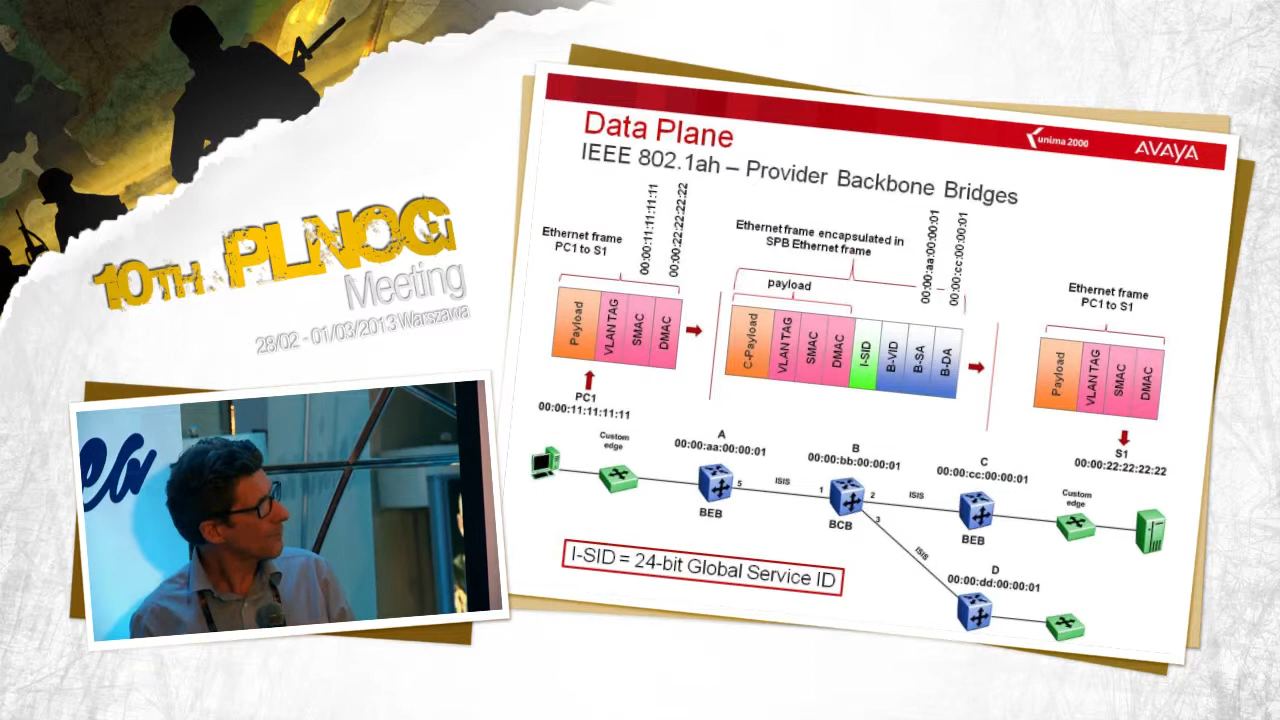 10TH PLNOG
Meeting
28/02 - 01/03/2013 Warszawa
ea
Data Plane
unima 2000
AVAYA
IEEE 802.1ah – Provider Backbone Bridges
Ethernet frame
PC1 to S1
00:00:11:11:11:11
00:00:22:22:22:22
Ethernet frame encapsulated in
SPB Ethernet frame
payload
00:00:aa:00:00:01
00:00:cc:00:00:01
Ethernet frame
PC1 to S1
Payload
VLAN TAG
SMAC
DMAC
C-Payload
VLAN TAG
SMAC
DMAC
I-SID
B-VID
B-SA
B-DA
Payload
VLAN TAG
SMAC
DMAC
PC1
00:00:11:11:11:11
S1
00:00:22:22:22:22
Custom
edge
A
00:00:aa:00:00:01
B
00:00:bb:00:00:01
C
00:00:cc:00:00:01
Custom
edge
5
ISIS
1
2
ISIS
3
ISIS
BEB
BCB
BEB
D
00:00:dd:00:00:01
I-SID = 24-bit Global Service ID